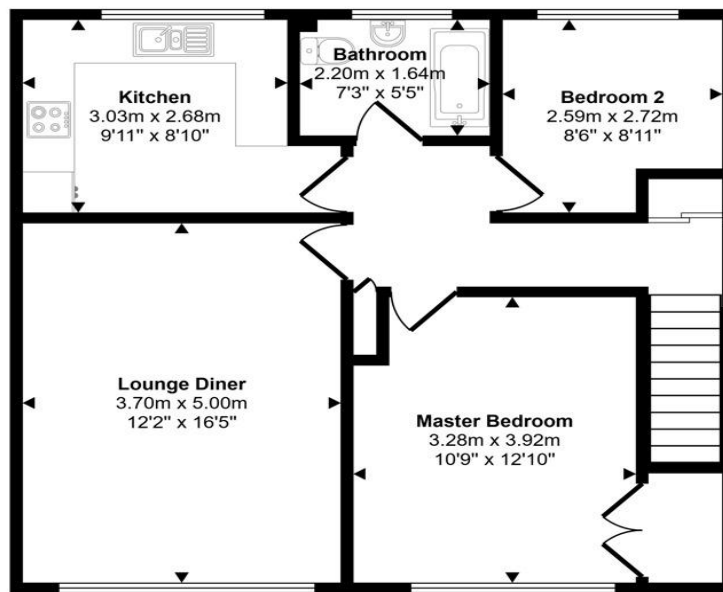 Kitchen
3.03m x 2.68m
9'11" x 8'10"
Bathroom
2.20m x 1.64m
7'3" x 5'5"
Bedroom 2
2.59m x 2.72m
8'6" x 8'11"
Lounge Diner
3.70m x 5.00m
12'2" x 16'5"
Master Bedroom
3.28m x 3.92m
10'9" x 12'10"